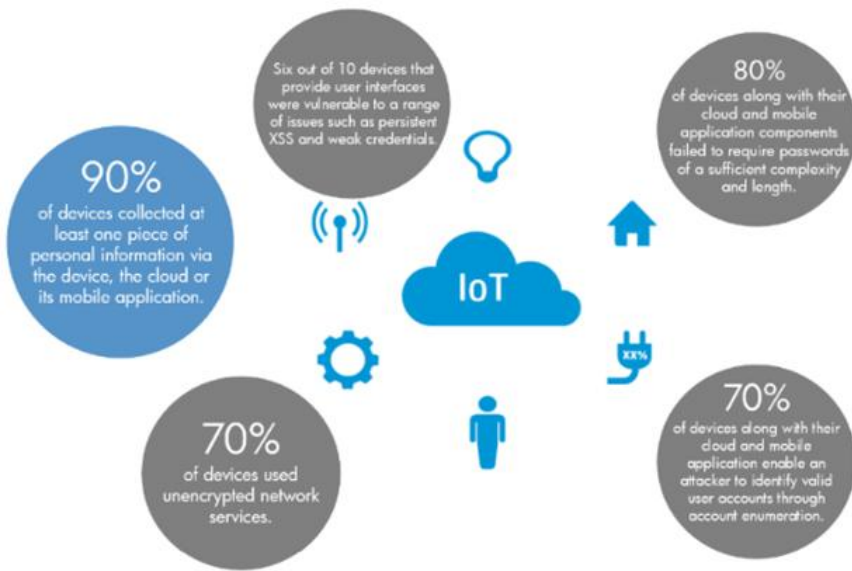 Six out of 10 devices that
provide user interfaces
were vulnerable to a range
of issues such as persistent
XSS and weak credentials.
80%
of devices along with their
cloud and mobile
application components
failed to require passwords
of a sufficient complexity
and length.
90%
of devices collected at
least one piece of
personal information via
the device, the cloud or
its mobile application.
IoT
XX%
70%
of devices used
unencrypted network
services.
70%
of devices along with their
cloud and mobile
application enable an
attacker to identify valid
user accounts through
account enumeration.